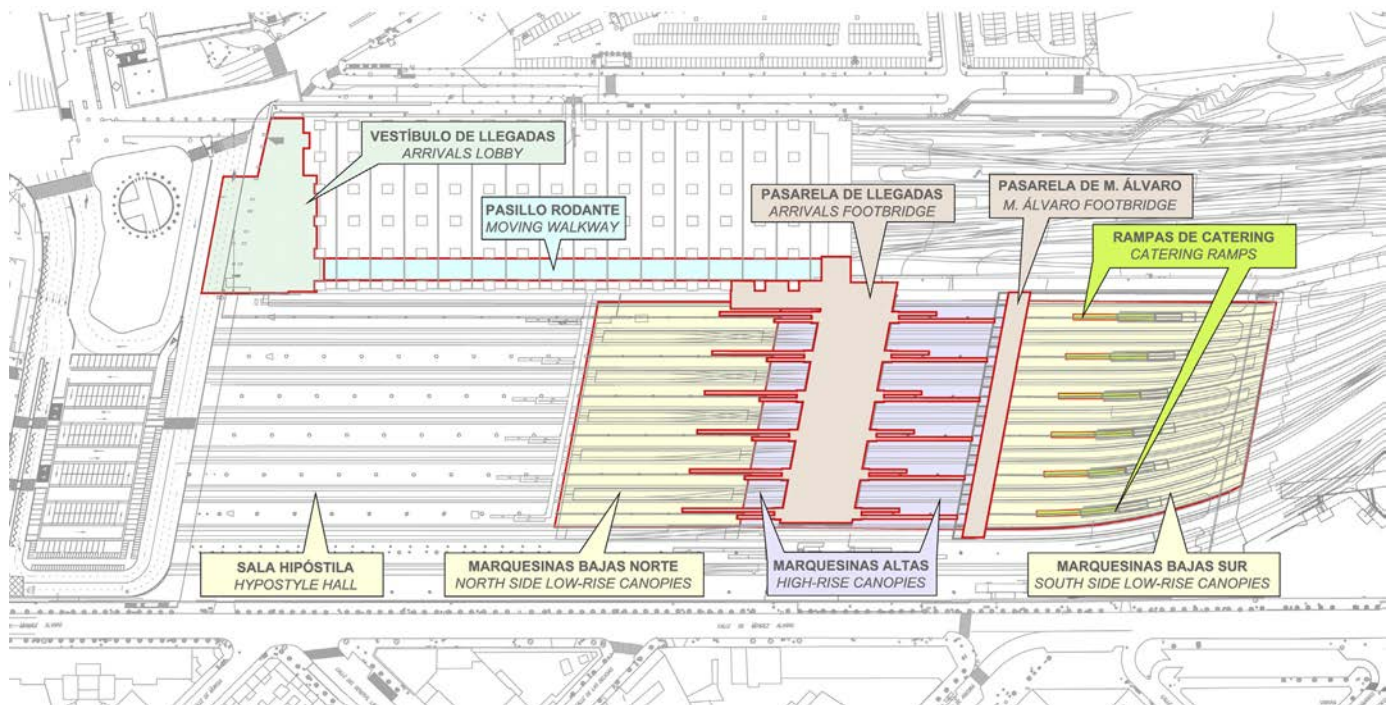 VESTÍBULO DE LLEGADAS
ARRIVALS LOBBY
PASILLO RODANTE
MOVING WALKWAY
PASARELA DE LLEGADAS
ARRIVALS FOOTBRIDGE
PASARELA DE M. ÁLVARO
M. ÁLVARO FOOTBRIDGE
RAMPAS DE CATERING
CATERING RAMPS
SALA HIPÓSTILA
HYPOSTYLE HALL
MARQUESINAS BAJAS NORTE
NORTH SIDE LOW-RISE CANOPIES
MARQUESINAS ALTAS
HIGH-RISE CANOPIES
MARQUESINAS BAJAS SUR
SOUTH SIDE LOW-RISE CANOPIES